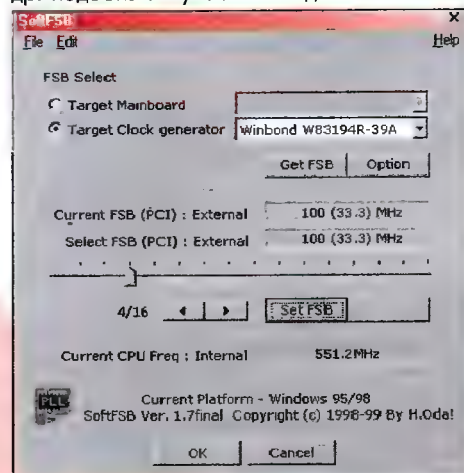 SoftFSB
File Edit Help
FSB Select
Target Mainboard
Target Clock generator Winbond W83194R-39A
Get FSB Option
Current FSB (PCI) : External 100 (33.3) MHz
Select FSB (PCI) : External 100 (33.3) MHz
4/16 Set FSB
Current CPU Freq : Internal 551.2MHz
PLL
Current Platform - Windows 95/98
SoftFSB Ver. 1.7final Copyright (c) 1998-99 By H.Oda!
OK Cancel